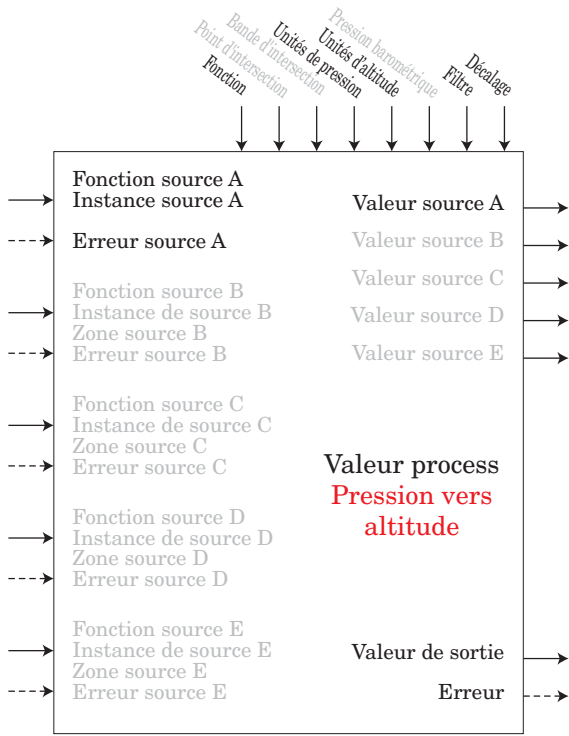 Fonction
Point d'intersection
Bande d'intersection
Unités de pression
Unités d'altitude
Pression barométrique
Filtre
Décalage
Fonction source A
Instance source A
Erreur source A
Fonction source B
Instance de source B
Zone source B
Erreur source B
Fonction source C
Instance de source C
Zone source C
Erreur source C
Fonction source D
Instance de source D
Zone source D
Erreur source D
Fonction source E
Instance de source E
Zone source E
Erreur source E
Valeur source A
Valeur source B
Valeur source C
Valeur source D
Valeur source E
Valeur process
Pression vers
altitude
Valeur de sortie
Erreur